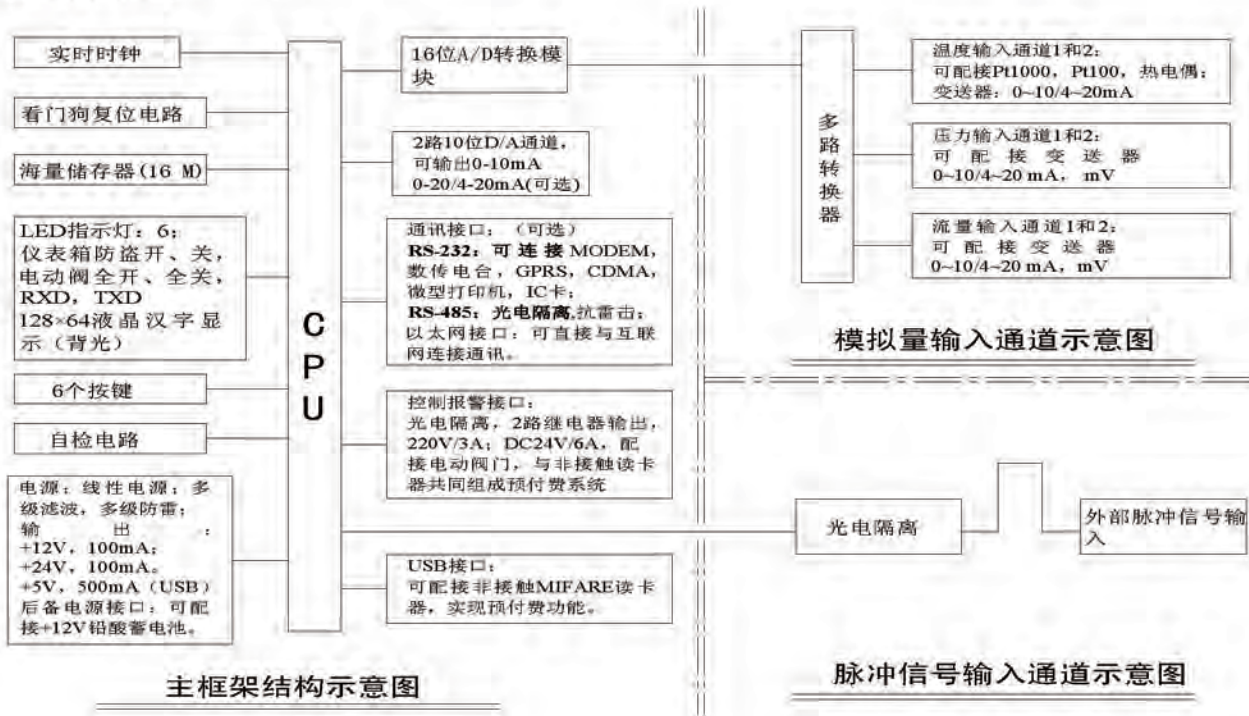 实时时钟
看门狗复位电路
海量储存器(16 M)
LED指示灯：6；
仪表箱防盗开、关，
电动阀全开、全关，
RXD，TXD
128×64液晶汉字显
示（背光）
6个按键
自检电路
电源：线性电源；多
级滤波，多级防雷；
输出：
+12V，100mA；
+24V，100mA。
+5V，500mA（USB）
后备电源接口：可配
接+12V铅酸蓄电池。
CPU
16位A/D转换模
块
2路10位D/A通道，
可输出0-10mA
0-20/4-20mA(可选)
通讯接口：（可选）
RS-232：可连接MODEM，
数传电台，GPRS，CDMA，
微型打印机，IC卡；
RS-485：光电隔离,抗雷击；
以太网接口：可直接与互联
网连接通讯。
控制报警接口：
光电隔离，2路继电器输出，
220V/3A；DC24V/6A，配
接电动阀门，与非接触读卡
器共同组成预付费系统
USB接口：
可配接非接触MIFARE读卡
器，实现预付费功能。
主框架结构示意图
多路转换器
温度输入通道1和2：
可配接Pt1000，Pt100，热电偶；
变送器：0~10/4~20mA
压力输入通道1和2：
可配接变送器
0~10/4~20 mA，mV
流量输入通道1和2：
可配接变送器
0~10/4~20 mA，mV
模拟量输入通道示意图
光电隔离
外部脉冲信号输
入
脉冲信号输入通道示意图